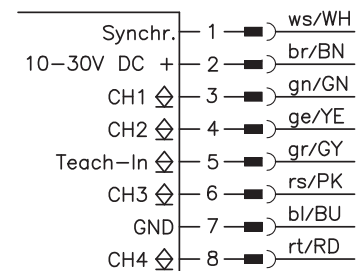 Synchr. 1 ws/WH
10-30V DC + 2 br/BN
CH1 3 gn/GN
CH2 4 ge/YE
Teach-In 5 gr/GY
CH3 6 rs/PK
GND 7 bl/BU
CH4 8 rt/RD